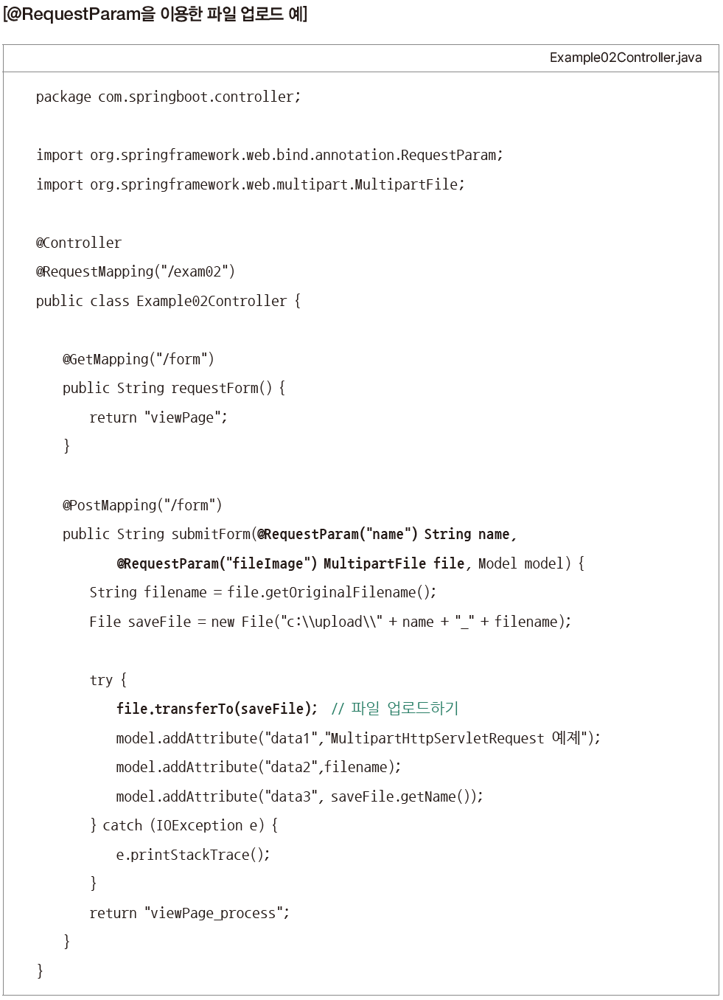 [@RequestParam을 이용한 파일 업로드 예]
Example02Controller.java
package com.springboot.controller;
import org.springframework.web.bind.annotation.RequestParam;
import org.springframework.web.multipart.MultipartFile;
@Controller
@RequestMapping("/exam02")
public class Example02Controller {
@GetMapping("/form")
public String requestForm() {
return "viewPage";
}
@PostMapping("/form")
public String submitForm(@RequestParam("name") String name,
@RequestParam("fileImage") MultipartFile file, Model model) {
String filename = file.getOriginalFilename();
File saveFile = new File("c:\\upload\\" + name + "_" + filename);
try {
file.transferTo(saveFile); // 파일 업로드하기
model.addAttribute("data1","MultipartHttpServletRequest 예졔");
model.addAttribute("data2",filename);
model.addAttribute("data3", saveFile.getName());
} catch (IOException e) {
e.printStackTrace();
}
return "viewPage_process";
}
}